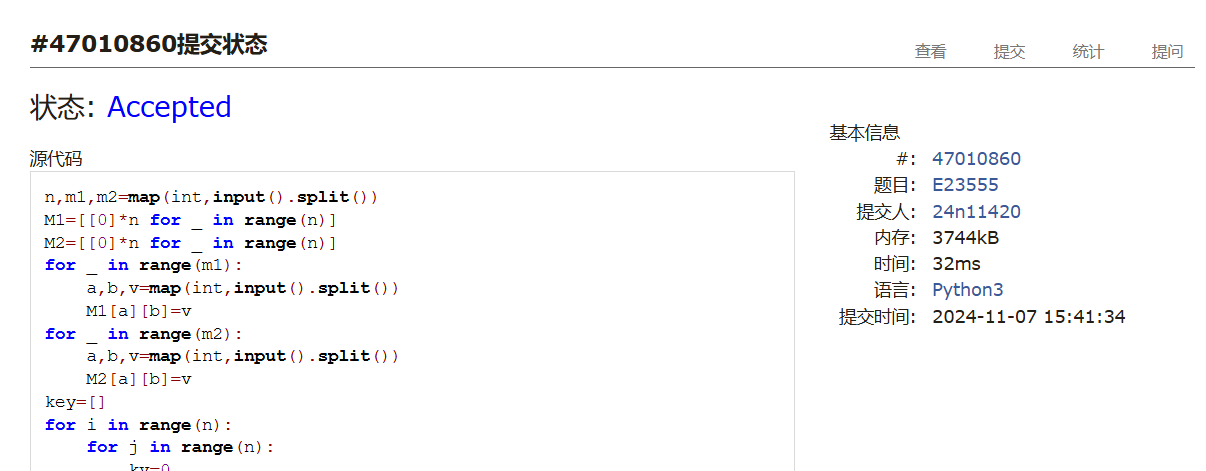 #47010860提交状态
查看 提交 统计 提问
状态: Accepted
源代码
n,m1,m2=map(int,input().split())
M1=[[0]*n for _ in range(n)]
M2=[[0]*n for _ in range(n)]
for _ in range(m1):
    a,b,v=map(int,input().split())
    M1[a][b]=v
for _ in range(m2):
    a,b,v=map(int,input().split())
    M2[a][b]=v
key=[]
for i in range(n):
    for j in range(n):
        ky=0
基本信息
#: 47010860
题目: E23555
提交人: 24n11420
内存: 3744kB
时间: 32ms
语言: Python3
提交时间: 2024-11-07 15:41:34